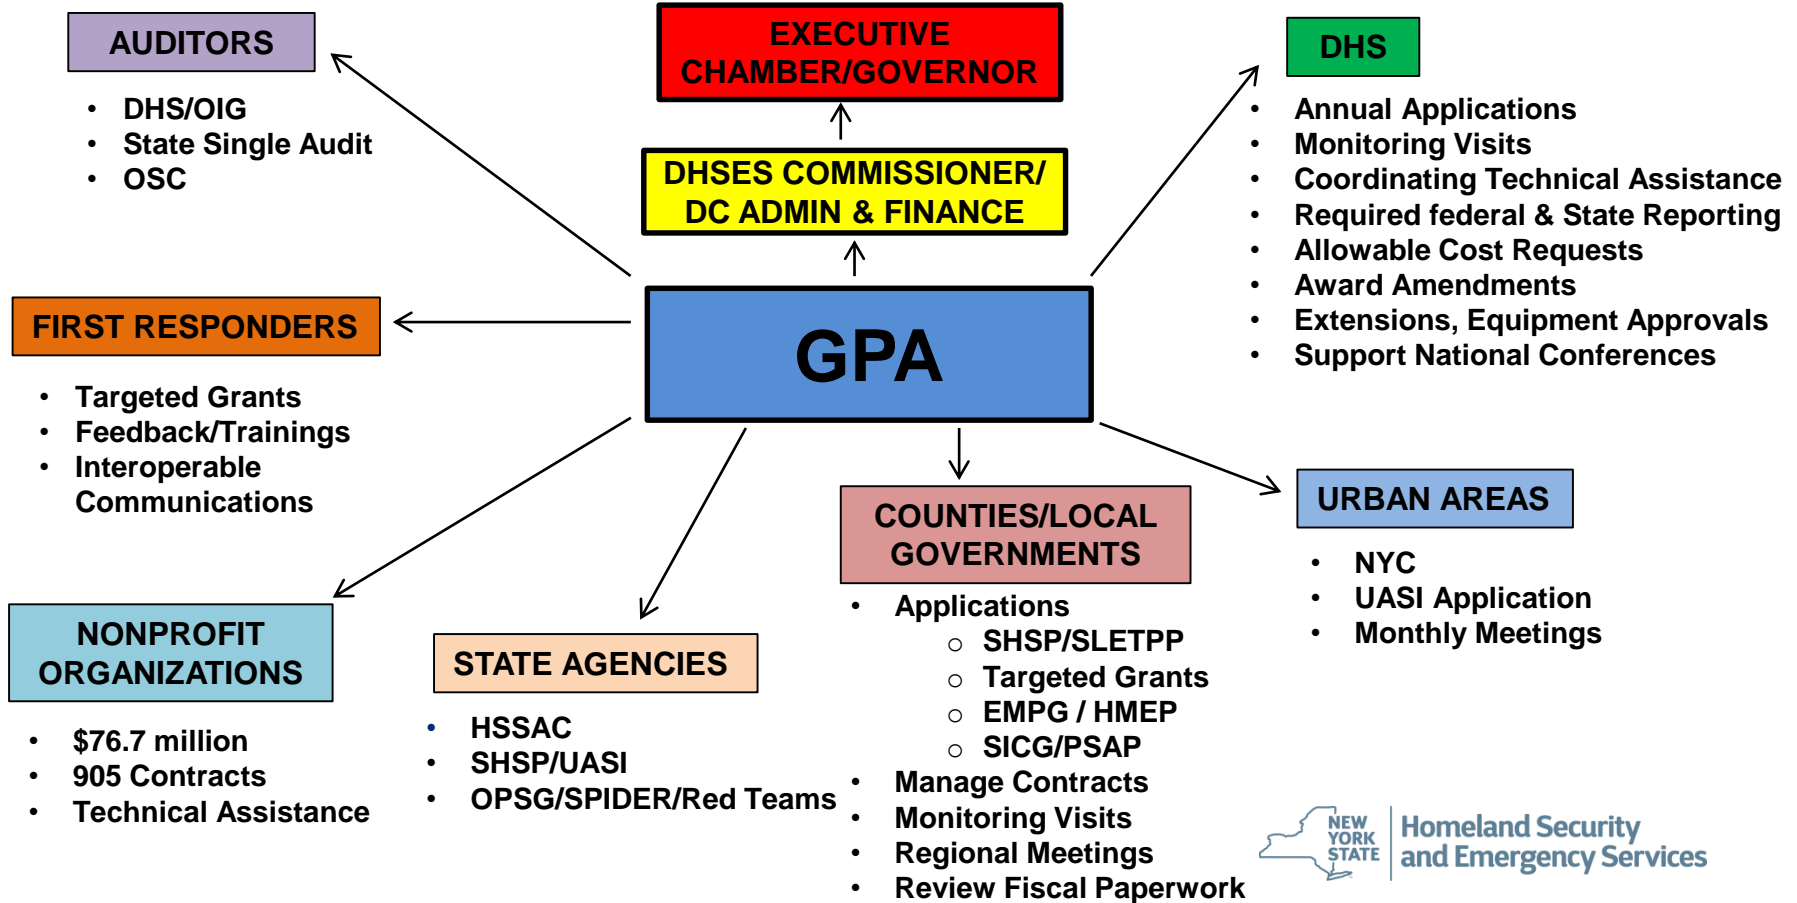 AUDITORS
• DHS/OIG
• State Single Audit
• OSC
EXECUTIVE
CHAMBER/GOVERNOR
DHSES COMMISSIONER/
DC ADMIN & FINANCE
GPA
DHS
• Annual Applications
• Monitoring Visits
• Coordinating Technical Assistance
• Required federal & State Reporting
• Allowable Cost Requests
• Award Amendments
• Extensions, Equipment Approvals
• Support National Conferences
FIRST RESPONDERS
• Targeted Grants
• Feedback/Trainings
• Interoperable
Communications
NONPROFIT
ORGANIZATIONS
• $76.7 million
• 905 Contracts
• Technical Assistance
STATE AGENCIES
• HSSAC
• SHSP/UASI
• OPSG/SPIDER/Red Teams
COUNTIES/LOCAL
GOVERNMENTS
• Applications
o SHSP/SLETPP
o Targeted Grants
o EMPG / HMEP
o SICG/PSAP
• Manage Contracts
• Monitoring Visits
• Regional Meetings
• Review Fiscal Paperwork
URBAN AREAS
• NYC
• UASI Application
• Monthly Meetings
NEW
YORK
STATE
Homeland Security
and Emergency Services